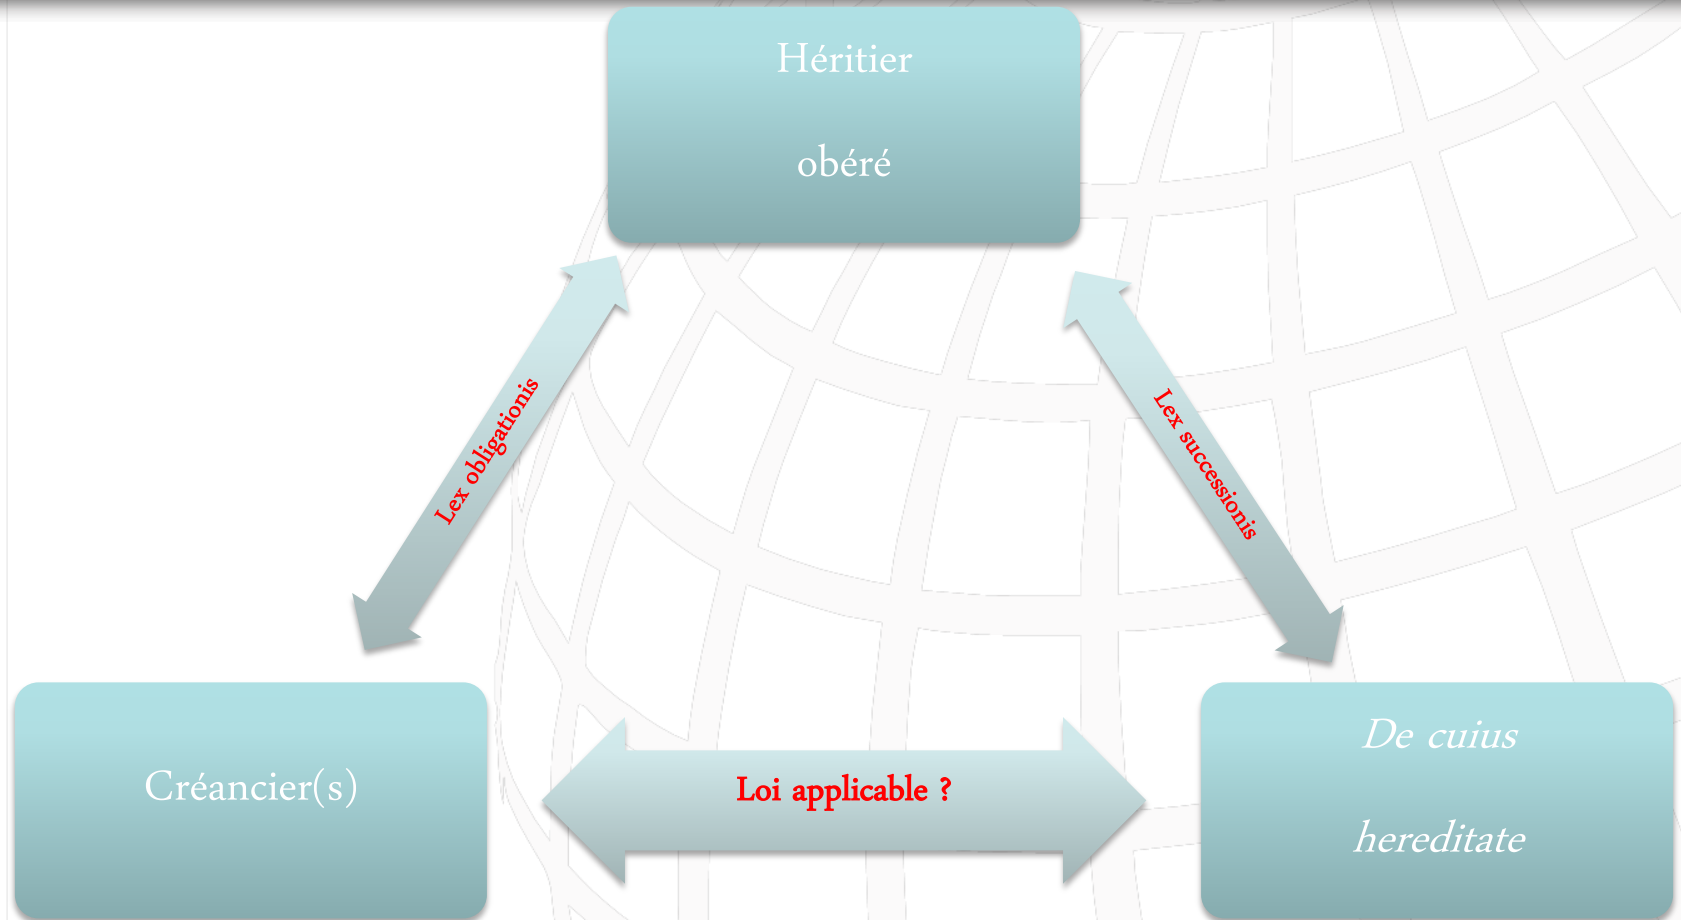 Héritier
obéré
Lex obligationis
Lex successionis
Créancier(s)
Loi applicable ?
De cuius
hereditate